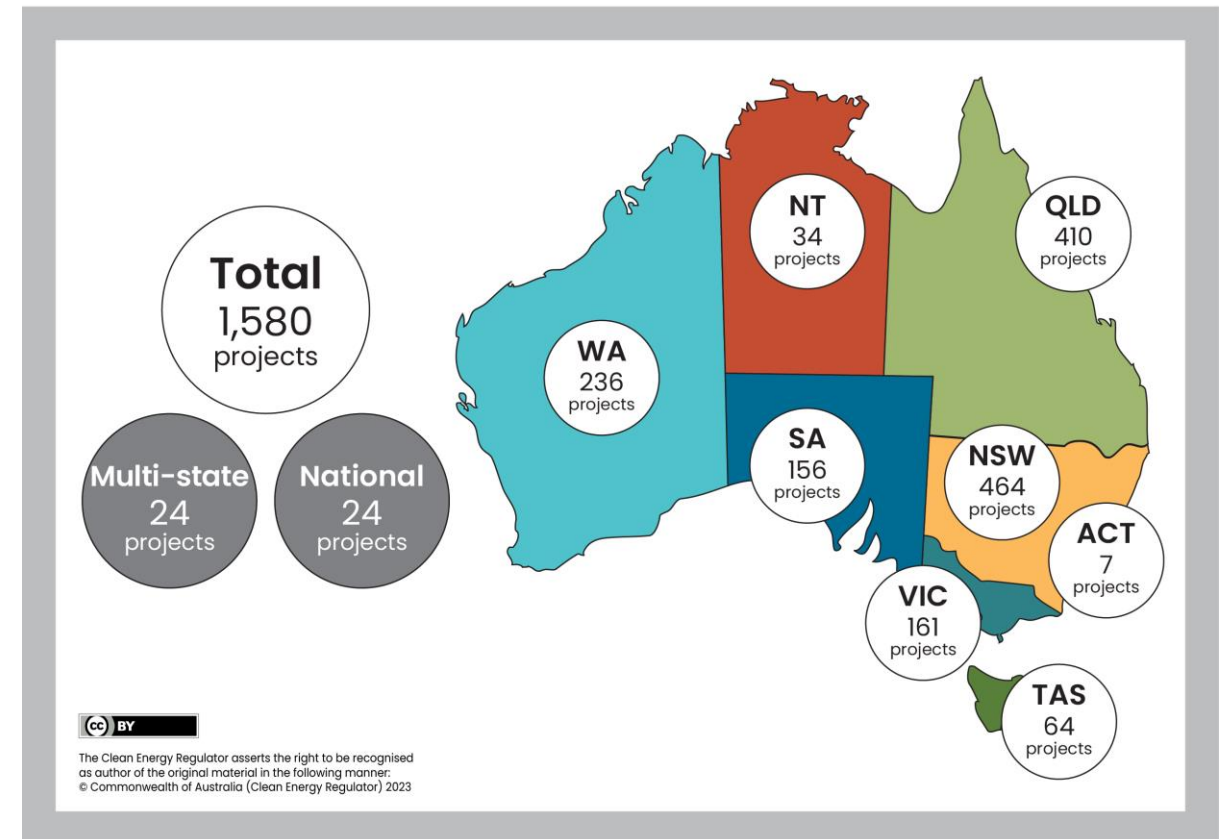 Total
1,580
projects
Multi-state
24
projects
National
24
projects
WA
236
projects
NT
34
projects
QLD
410
projects
SA
156
projects
NSW
464
projects
ACT
7
projects
VIC
161
projects
TAS
64
projects
cc BY
The Clean Energy Regulator asserts the right to be recognised
as author of the original material in the following manner:
© Commonwealth of Australia (Clean Energy Regulator) 2023